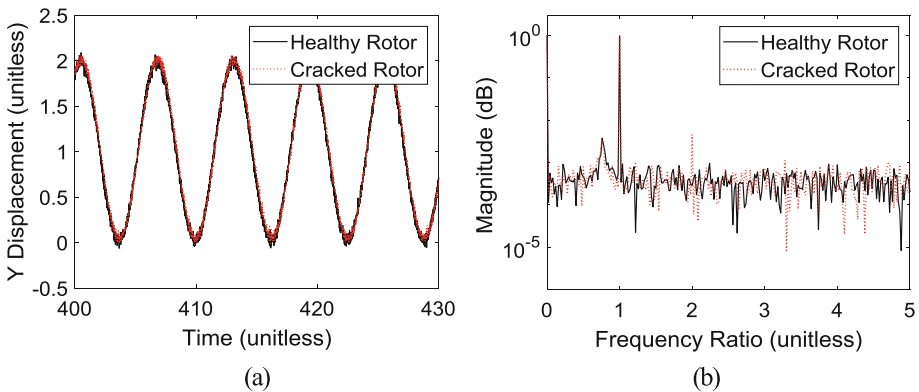 2.5
2
1.5
1
0.5
0
-0.5
400
410
420
430
Y Displacement (unitless)
Time (unitless)
Healthy Rotor
Cracked Rotor
(a)
10^0
10^-5
0
1
2
3
4
5
Magnitude (dB)
Frequency Ratio (unitless)
Healthy Rotor
Cracked Rotor
(b)